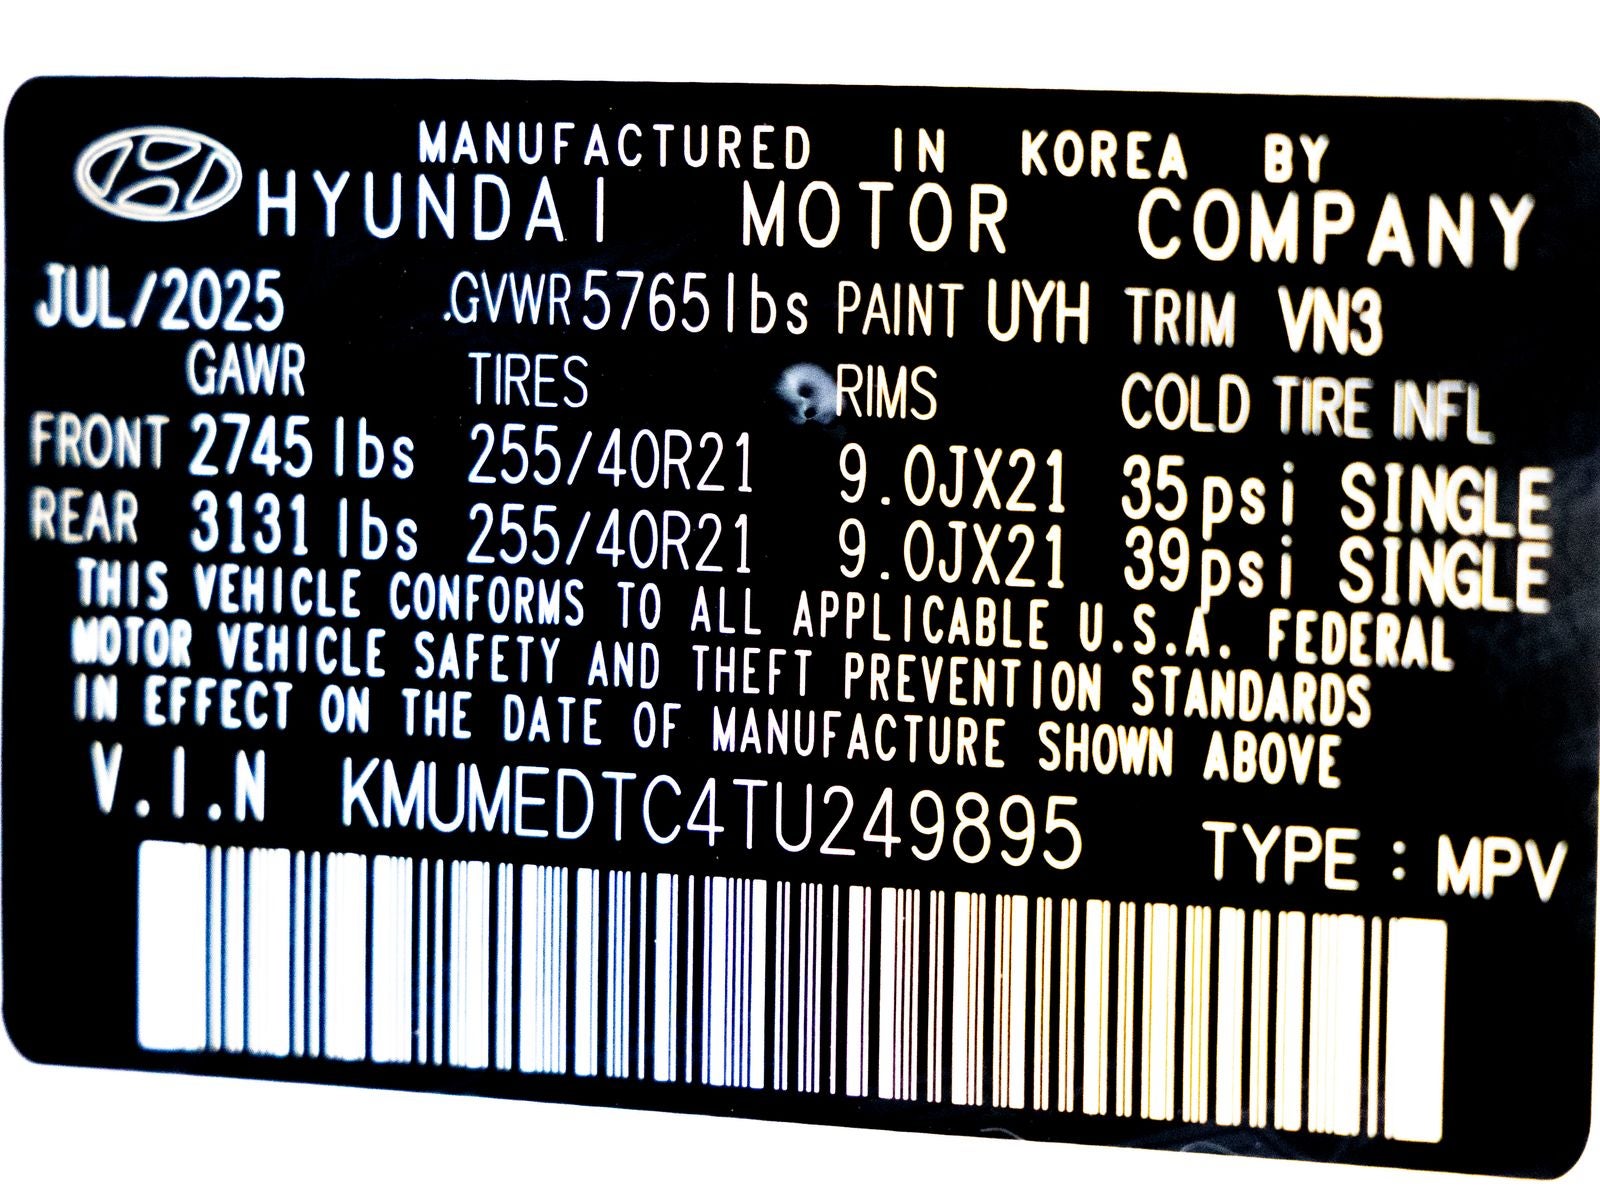 MANUFACTURED IN KOREA BY
HYUNDAI MOTOR COMPANY
JUL/2025 .GVWR 5765 lbs PAINT UYH TRIM VN3
GAWR TIRES RIMS COLD TIRE INFL
FRONT 2745 lbs 255/40R21 9.0JX21 35psi SINGLE
REAR 3131 lbs 255/40R21 9.0JX21 39psi SINGLE
THIS VEHICLE CONFORMS TO ALL APPLICABLE U.S.A. FEDERAL
MOTOR VEHICLE SAFETY AND THEFT PREVENTION STANDARDS
IN EFFECT ON THE DATE OF MANUFACTURE SHOWN ABOVE
V.I.N KMUMEDTC4TU249895 TYPE : MPV